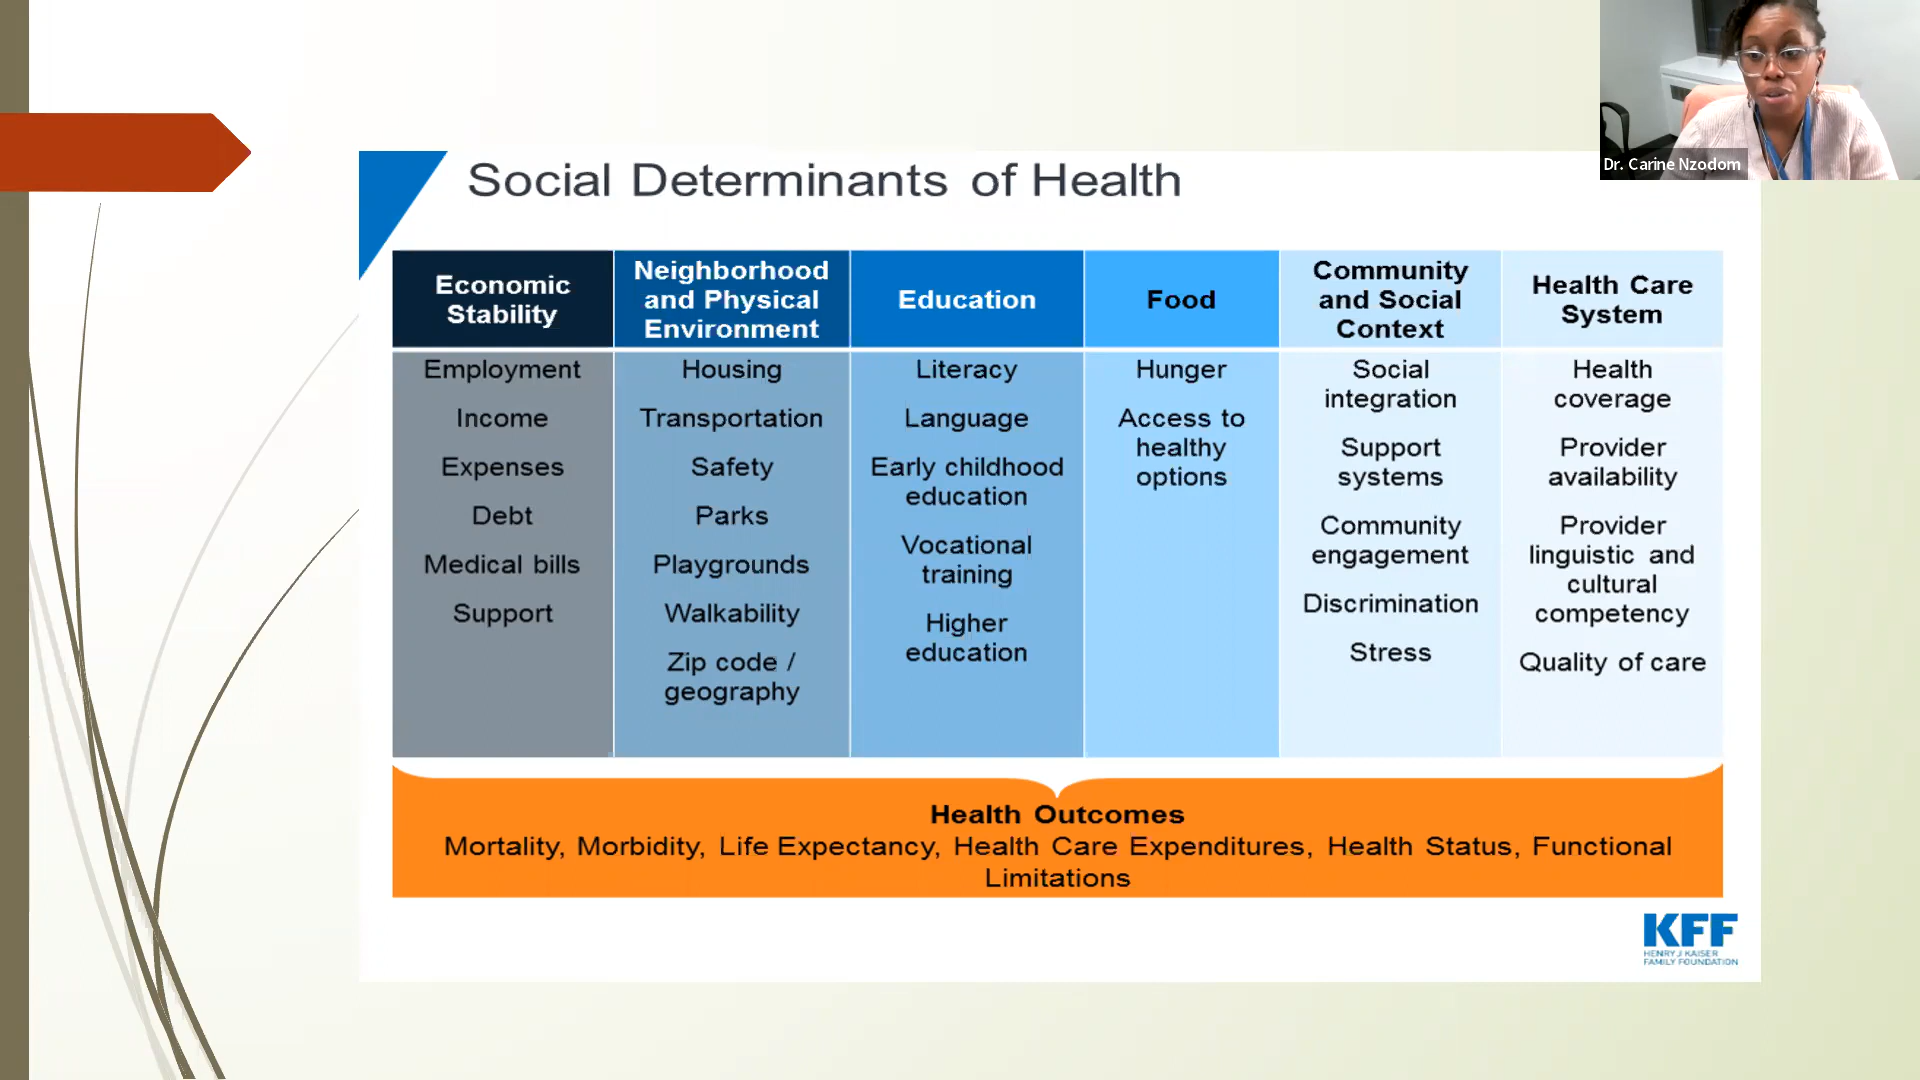 Dr. Carine Nzodom
Social Determinants of Health
Economic
Stability
Employment
Income
Expenses
Debt
Medical bills
Support
Neighborhood
and Physical
Environment
Housing
Transportation
Safety
Parks
Playgrounds
Walkability
Zip code /
geography
Education
Literacy
Language
Early childhood
education
Vocational
training
Higher
education
Food
Hunger
Access to
healthy
options
Community
and Social
Context
Social
integration
Support
systems
Community
engagement
Discrimination
Stress
Health Care
System
Health
coverage
Provider
availability
Provider
linguistic and
cultural
competency
Quality of care
Health Outcomes
Mortality, Morbidity, Life Expectancy, Health Care Expenditures, Health Status, Functional
Limitations
KFF
HENRY J KAISER
FAMILY FOUNDATION